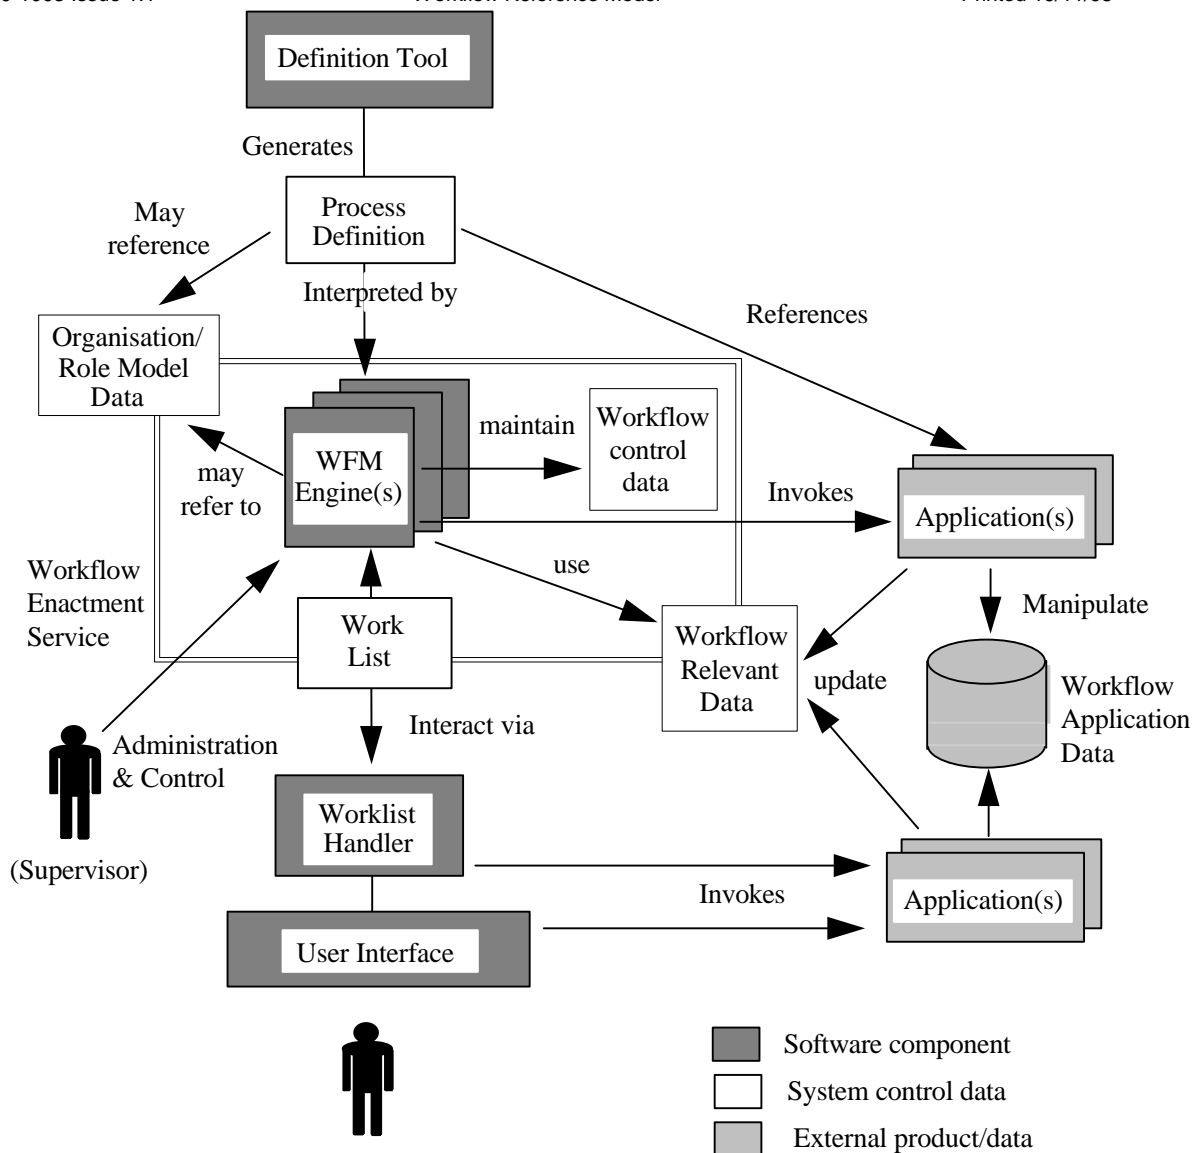 Workflow Reference Model
Definition Tool
Generates
May
reference
Process
Definition
Interpreted by
References
Organisation/
Role Model
Data
WFM
Engine(s)
maintain
Workflow
control
data
may
refer to
Invokes
Application(s)
use
Workflow
Enactment
Service
Work
List
Workflow
Relevant
Data
update
Manipulate
Workflow
Application
Data
Interact via
Administration
& Control
(Supervisor)
Worklist
Handler
Invokes
Application(s)
User Interface
Software component
System control data
External product/data